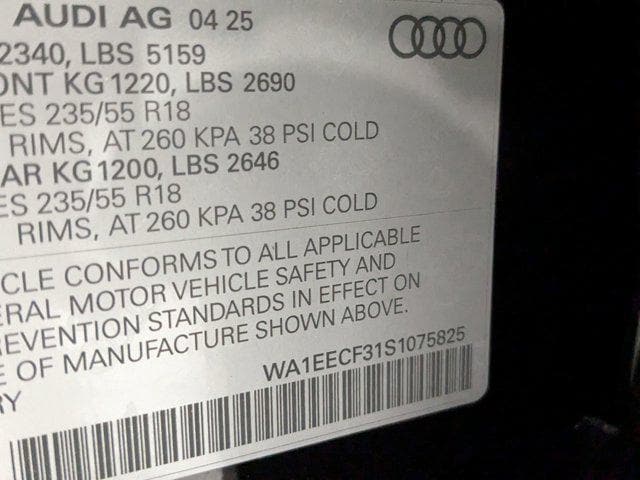 AUDI AG 04 25
2340, LBS 5159
ONT KG 1220, LBS 2690
ES 235/55 R18
RIMS, AT 260 KPA 38 PSI COLD
AR KG 1200, LBS 2646
ES 235/55 R18
RIMS, AT 260 KPA 38 PSI COLD
CLE CONFORMS TO ALL APPLICABLE
ERAL MOTOR VEHICLE SAFETY AND
REVENTION STANDARDS IN EFFECT ON
E OF MANUFACTURE SHOWN ABOVE.
WA1EECF31S1075825
RY